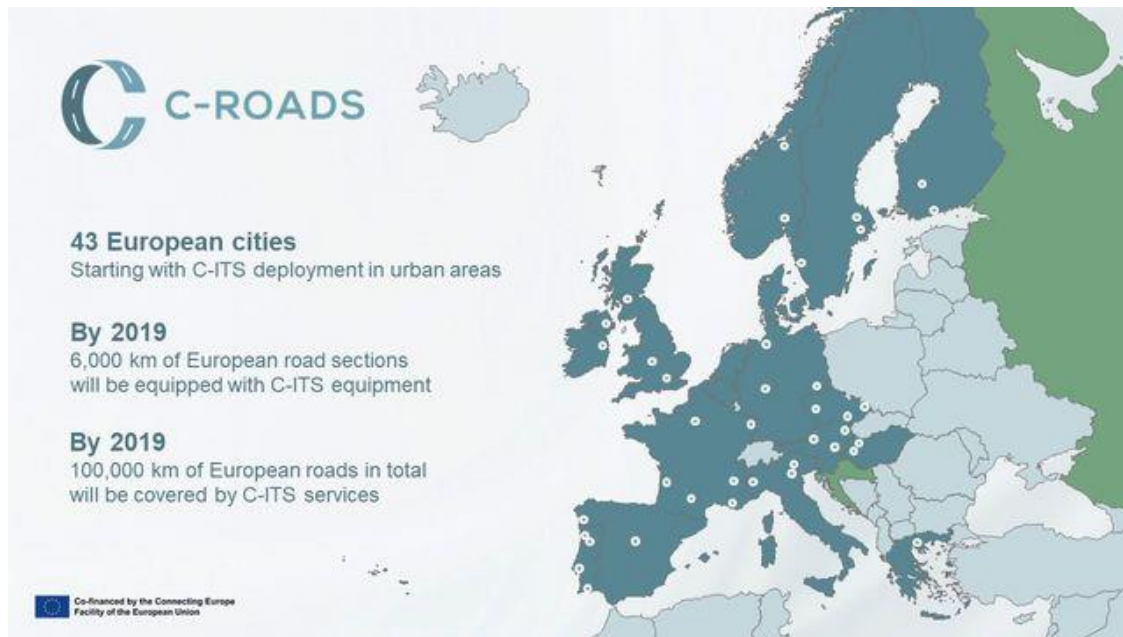 C-ROADS
43 European cities
Starting with C-ITS deployment in urban areas
By 2019
6,000 km of European road sections
will be equipped with C-ITS equipment
By 2019
100,000 km of European roads in total
will be covered by C-ITS services
Co-financed by the Connecting Europe
Facility of the European Union